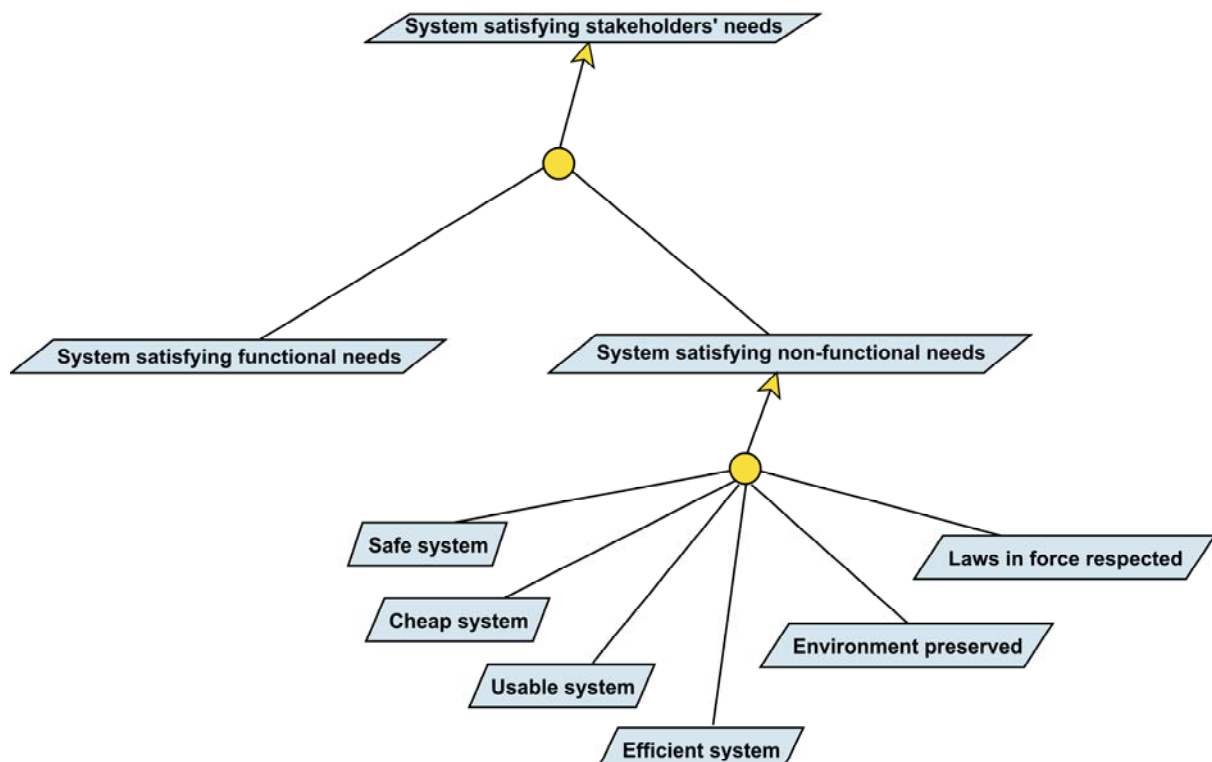 System satisfying stakeholders' needs
System satisfying functional needs
System satisfying non-functional needs
Safe system
Laws in force respected
Cheap system
Environment preserved
Usable system
Efficient system